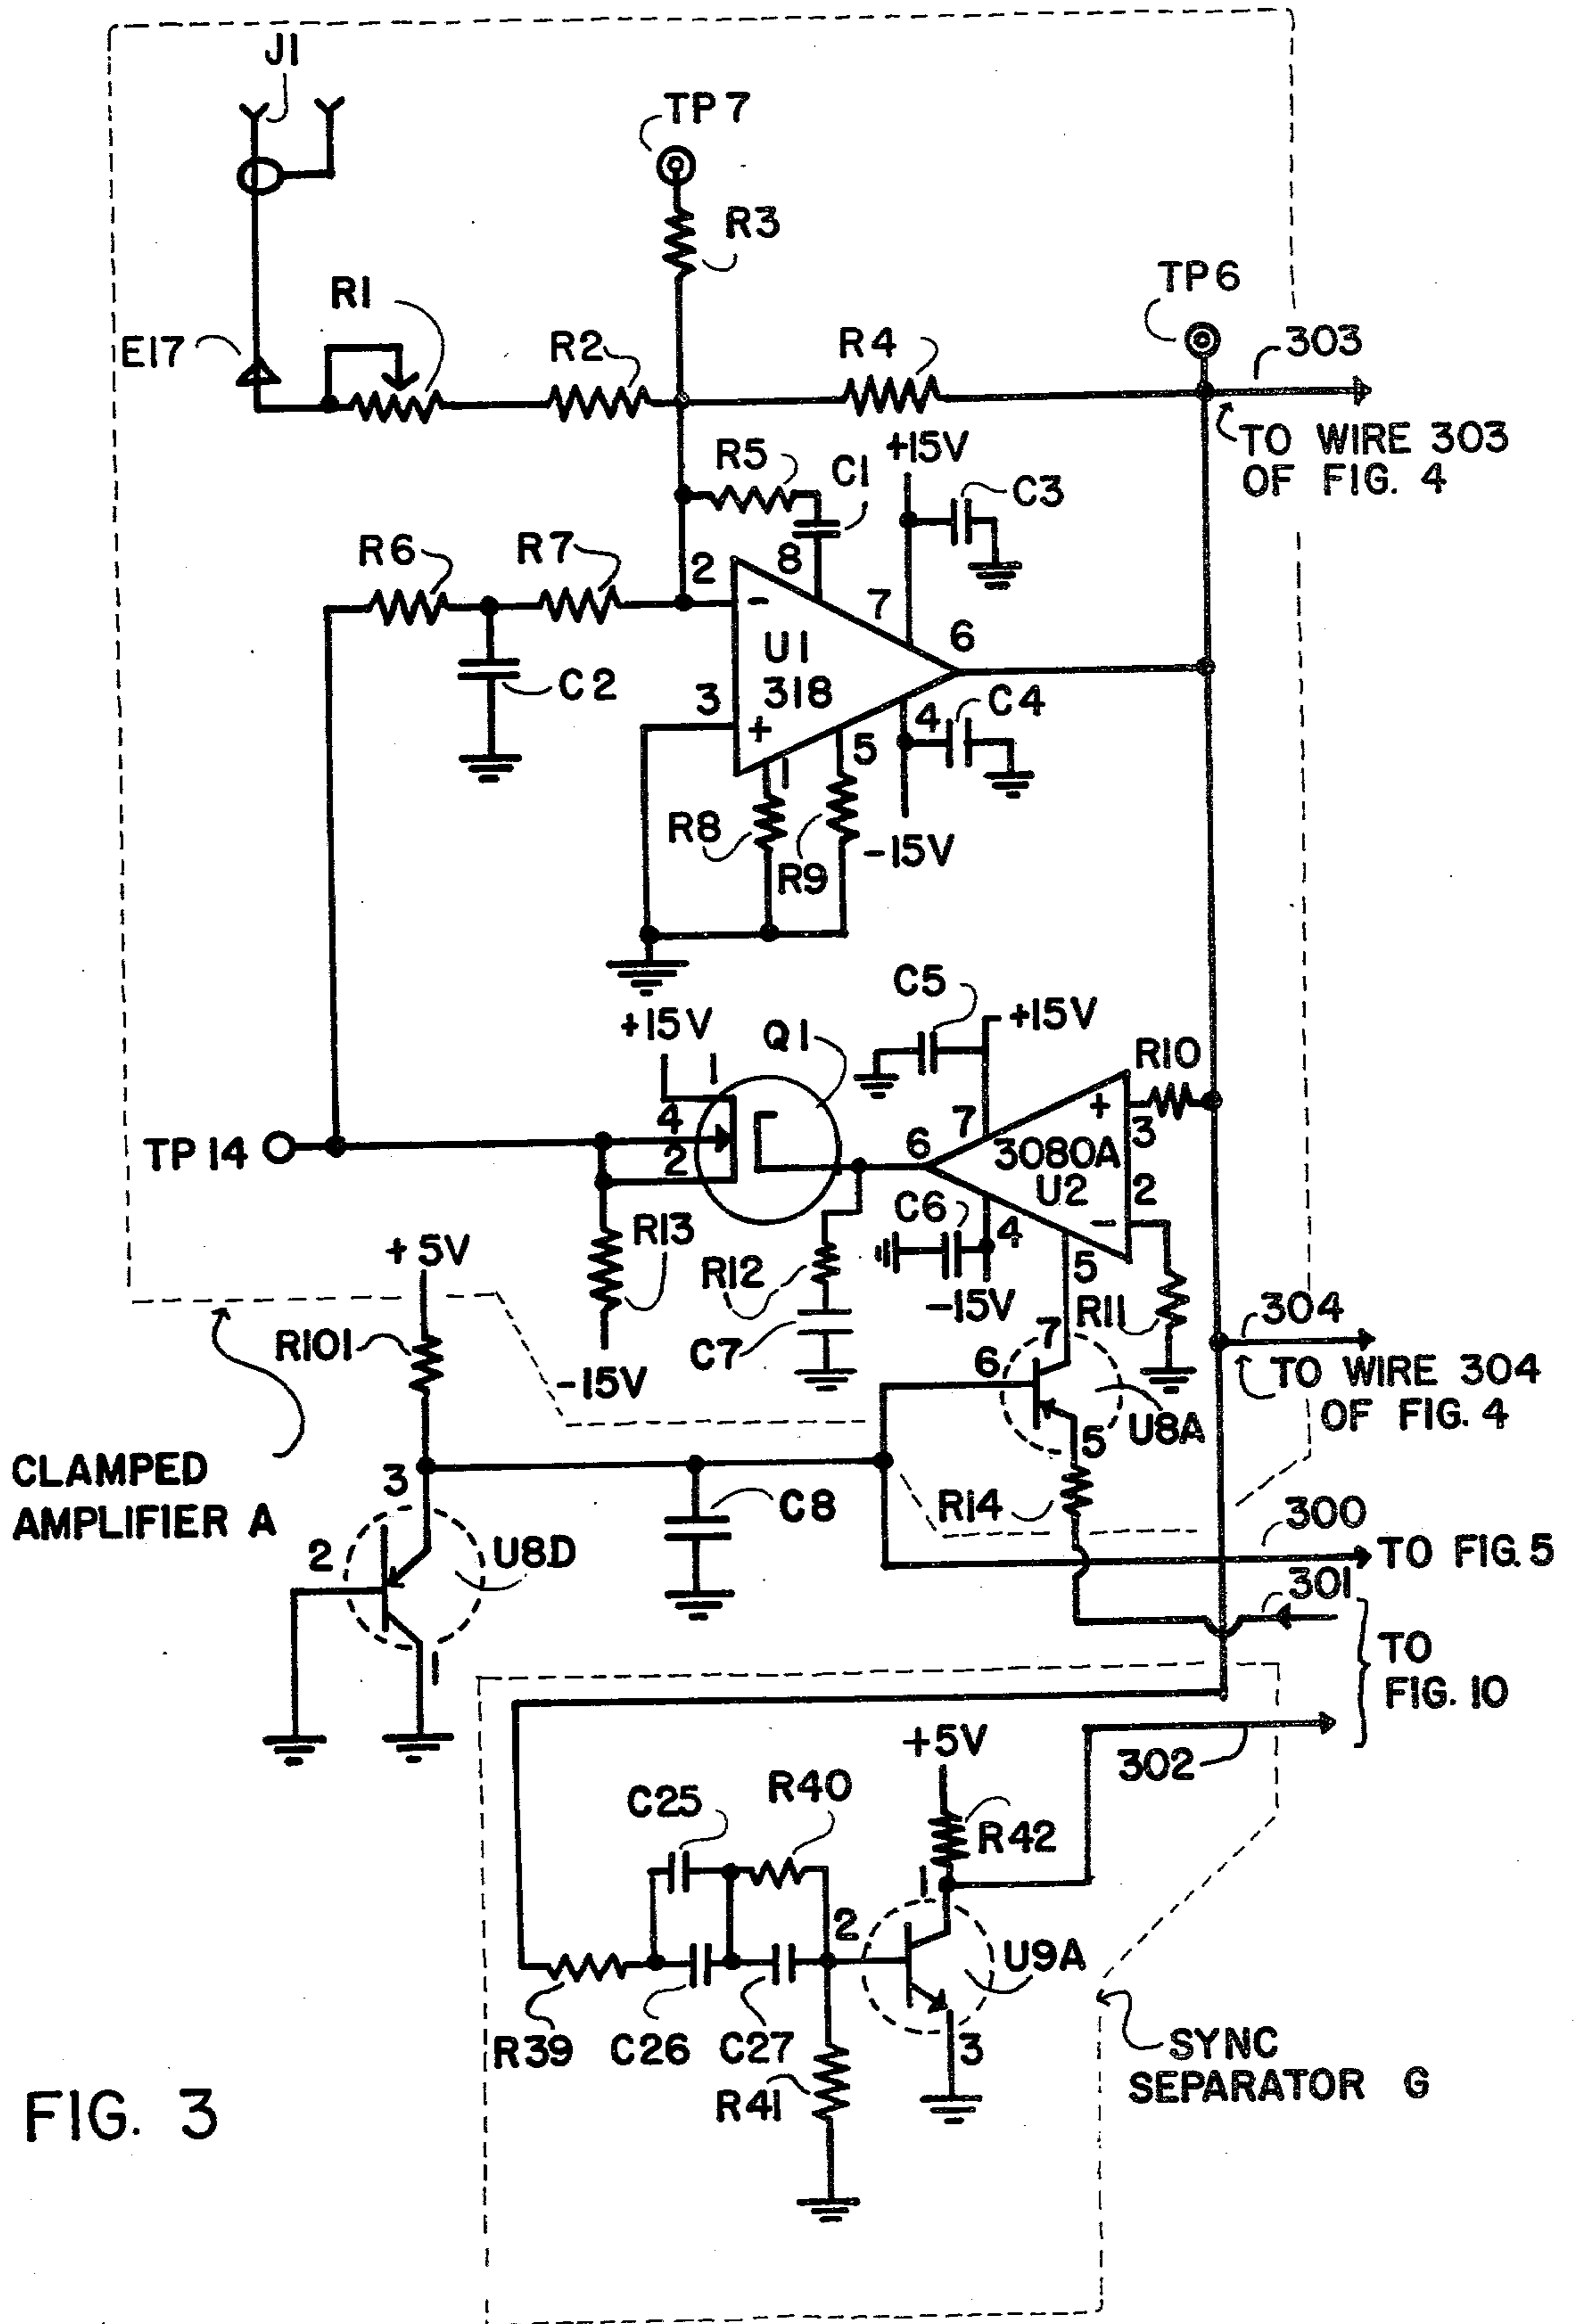 J1
TP7
R3
TP6
R1
E17
R2
R4
303
TO WIRE 303
OF FIG. 4
+15V
R5
C1
C3
R6
R7
2
8
7
-
U1
318
6
C2
3
+
4
C4
5
1
R8
R9
-15V
C5
+15V
+15V
1
Q1
R10
4
2
TP 14
6
7
3080A
U2
+
3
2
-
C6
4
5
R13
R12
C7
-15V
R11
+5V
R101
-15V
7
6
5
U8A
304
TO WIRE 304
OF FIG. 4
CLAMPED
AMPLIFIER A
3
2
U8D
1
C8
R14
300
TO FIG. 5
301
TO
FIG. 10
302
+5V
C25
R40
R42
1
2
U9A
R39
C26
C27
R41
3
SYNC
SEPARATOR G
FIG. 3